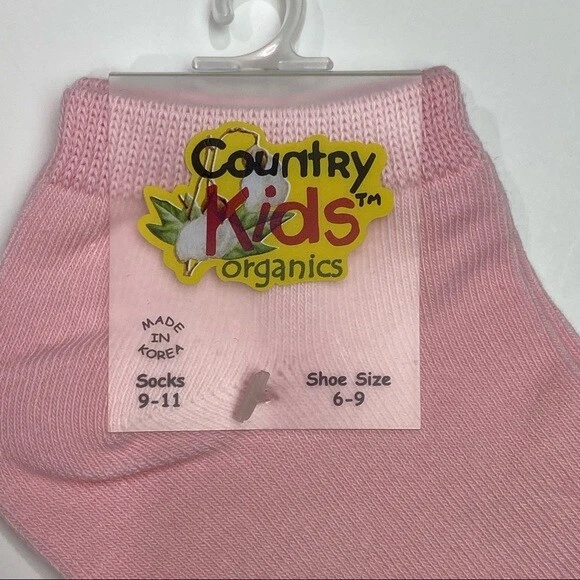 Country
Kids™
organics
MADE
IN
KOREA
Socks
9-11
Shoe Size
6-9